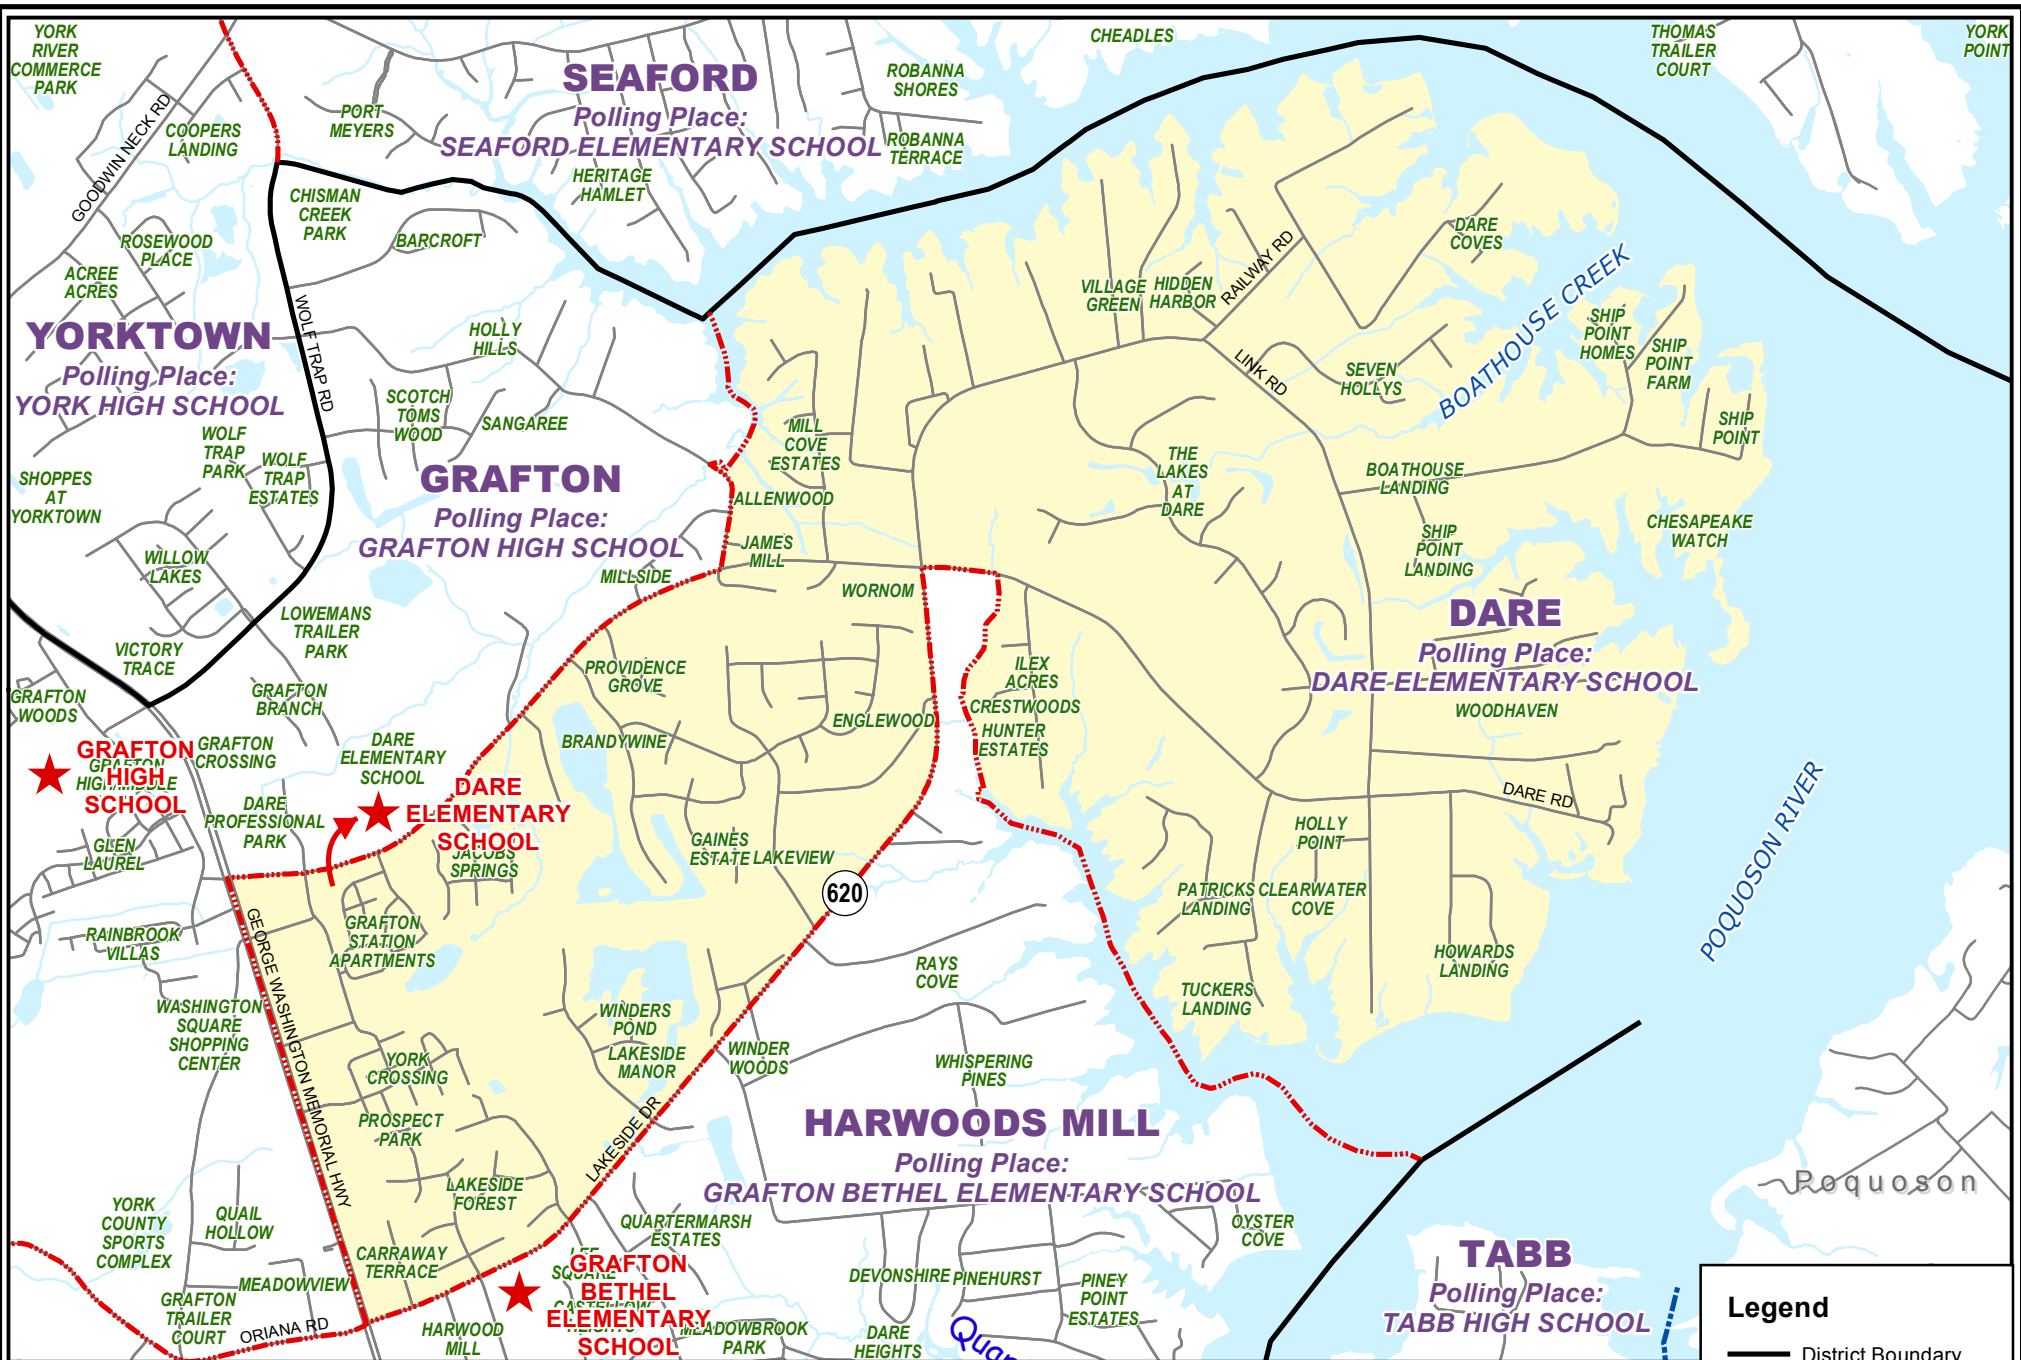 YORK
RIVER
COMMERCE
PARK
GOODWIN NECK RD
COOPERS
LANDING
PORT
MEYERS
SEAFORD
Polling Place:
SEAFORD ELEMENTARY SCHOOL
HERITAGE
HAMLET
ROBANNA
SHORES
ROBANNA
TERRACE
CHEADLES
THOMAS
TRAILER
COURT
YORK
POINT
CHISMAN
CREEK
PARK
BARCROFT
ROSEWOOD
PLACE
ACREE
ACRES
YORKTOWN
Polling Place:
YORK HIGH SCHOOL
WOLF TRAP RD
HOLLY
HILLS
SCOTCH
TOMS
WOOD
SANGAREE
WOLF
TRAP
PARK
WOLF
TRAP
ESTATES
SHOPPES
AT
YORKTOWN
GRAFTON
Polling Place:
GRAFTON HIGH SCHOOL
WILLOW
LAKES
MILLSIDE
LOWEMANS
TRAILER
PARK
VICTORY
TRACE
GRAFTON
WOODS
GRAFTON
BRANCH
GRAFTON
CROSSING
GRAFTON
HIGH
SCHOOL
GRAFTON
HIGH/MIDDLE
DARE
ELEMENTARY
SCHOOL
DARE
ELEMENTARY
SCHOOL
DARE
PROFESSIONAL
PARK
GLEN
LAUREL
JACOBS
SPRINGS
RAINBROOK
VILLAS
GRAFTON
STATION
APARTMENTS
GEORGE WASHINGTON MEMORIAL HWY
WASHINGTON
SQUARE
SHOPPING
CENTER
YORK
CROSSING
PROSPECT
PARK
LAKESIDE
FOREST
CARRAWAY
TERRACE
YORK
COUNTY
SPORTS
COMPLEX
QUAIL
HOLLOW
MEADOWVIEW
GRAFTON
TRAILER
COURT
ORIANA RD
HARWOOD
MILL
VILLAGE
GREEN
HIDDEN
HARBOR
RAILWAY RD
LINK RD
DARE
COVES
BOATHOUSE CREEK
SEVEN
HOLLYS
SHIP
POINT
HOMES
SHIP
POINT
FARM
SHIP
POINT
MILL
COVE
ESTATES
ALLENWOOD
JAMES
MILL
WORNOM
THE
LAKES
AT
DARE
BOATHOUSE
LANDING
SHIP
POINT
LANDING
CHESAPEAKE
WATCH
DARE
Polling Place:
DARE ELEMENTARY SCHOOL
WOODHAVEN
DARE RD
POQUOSON RIVER
PROVIDENCE
GROVE
BRANDYWINE
ENGLEWOOD
ILEX
ACRES
CRESTWOODS
HUNTER
ESTATES
GAINES
ESTATE
LAKEVIEW
620
HOLLY
POINT
PATRICKS
LANDING
CLEARWATER
COVE
HOWARDS
LANDING
TUCKERS
LANDING
RAYS
COVE
WINDERS
POND
LAKESIDE
MANOR
WINDER
WOODS
LAKESIDE DR
WHISPERING
PINES
HARWOODS MILL
Polling Place:
GRAFTON BETHEL ELEMENTARY SCHOOL
QUARTERMARSH
ESTATES
LEE
SQUARE
CASTELLOW
HEIGHTS
GRAFTON
BETHEL
ELEMENTARY
SCHOOL
MEADOWBROOK
PARK
DEVONSHIRE
PINEHURST
DARE
HEIGHTS
PINEY
POINT
ESTATES
OYSTER
COVE
Poquoson
TABB
Polling Place:
TABB HIGH SCHOOL
Legend
District Boundary